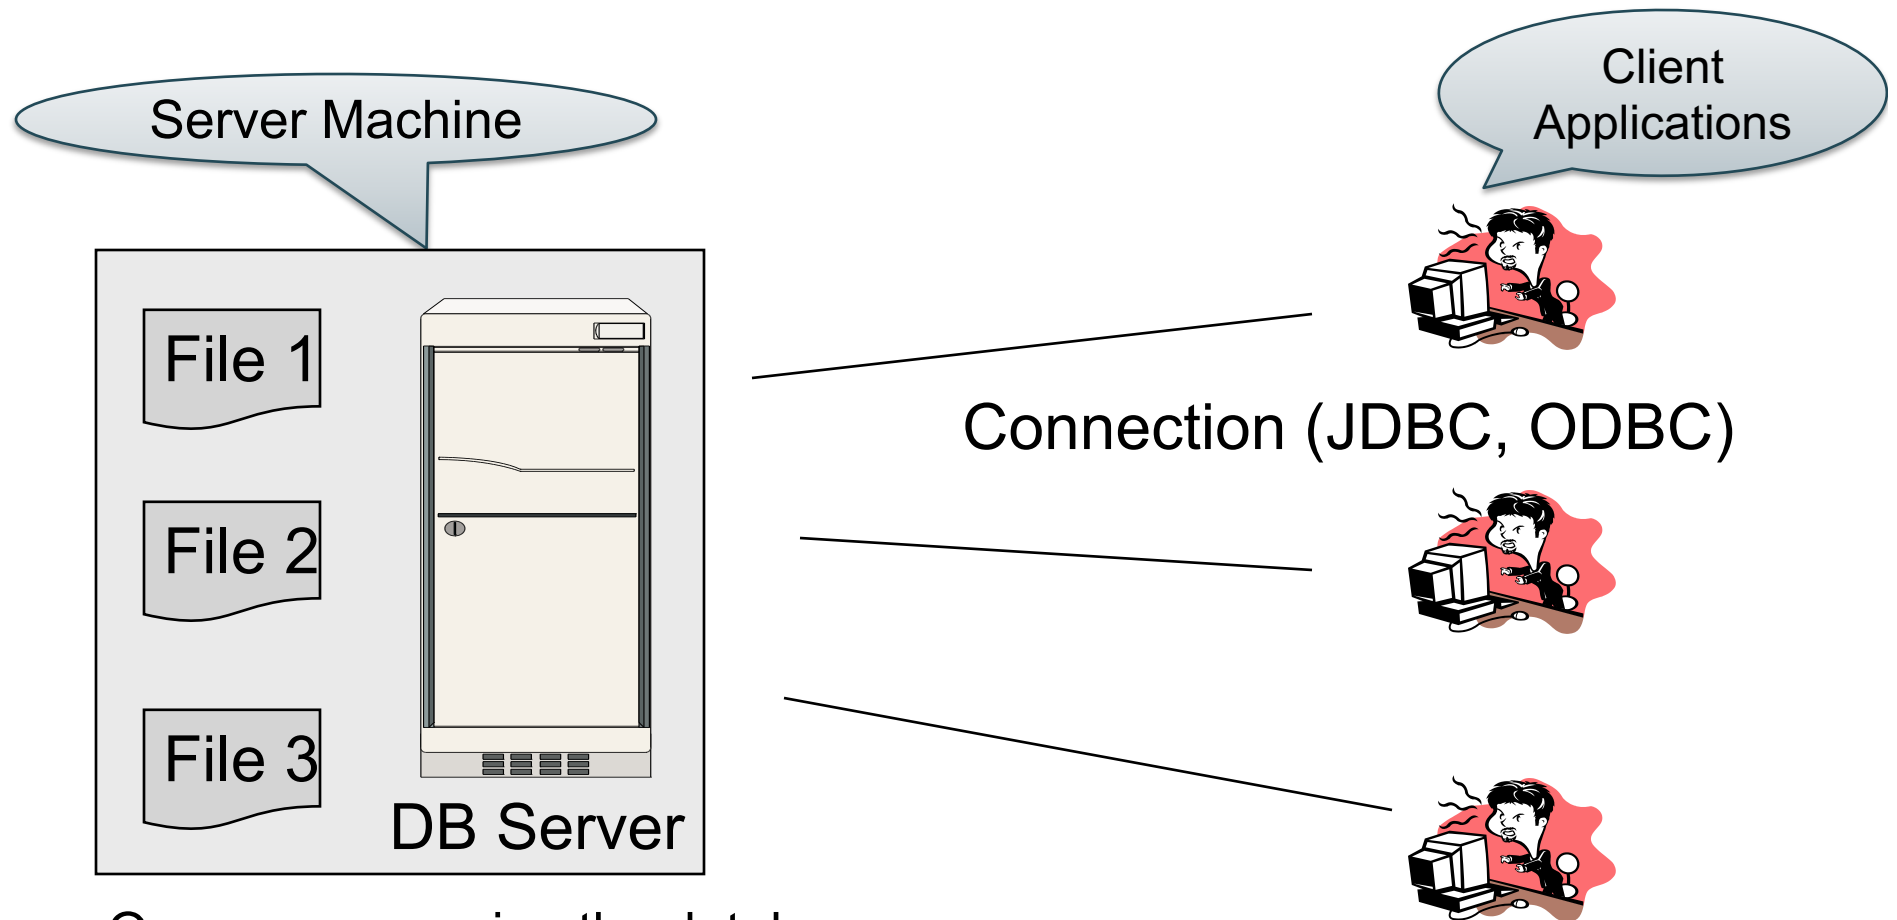 Client
Applications
Server Machine
File 1
Connection (JDBC, ODBC)
File 2
File 3
DB Server